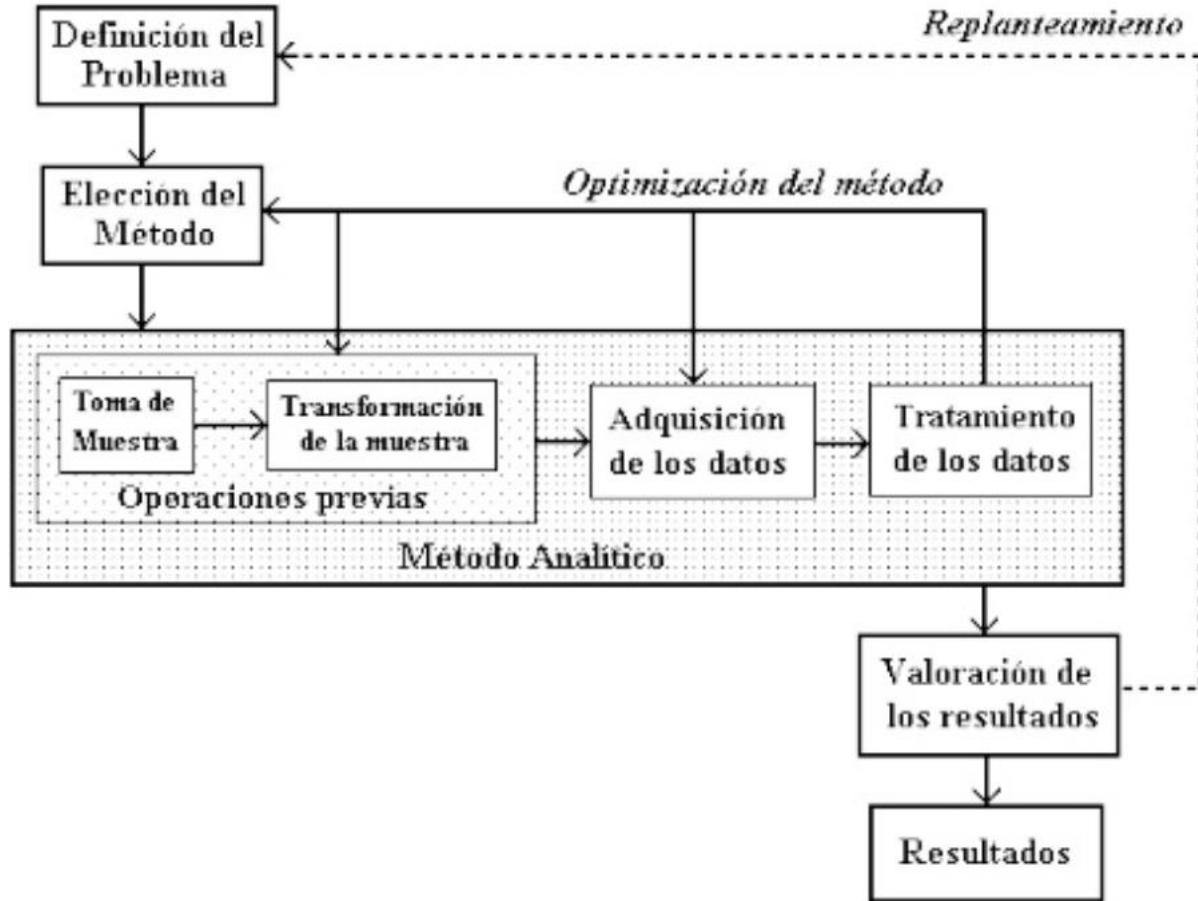 Definición del
Problema
Replanteamiento
Elección del
Método
Optimización del método
Toma de
Muestra
Transformación
de la muestra
Operaciones previas
Adquisición
de los datos
Tratamiento
de los datos
Método Analítico
Valoración de
los resultados
Resultados